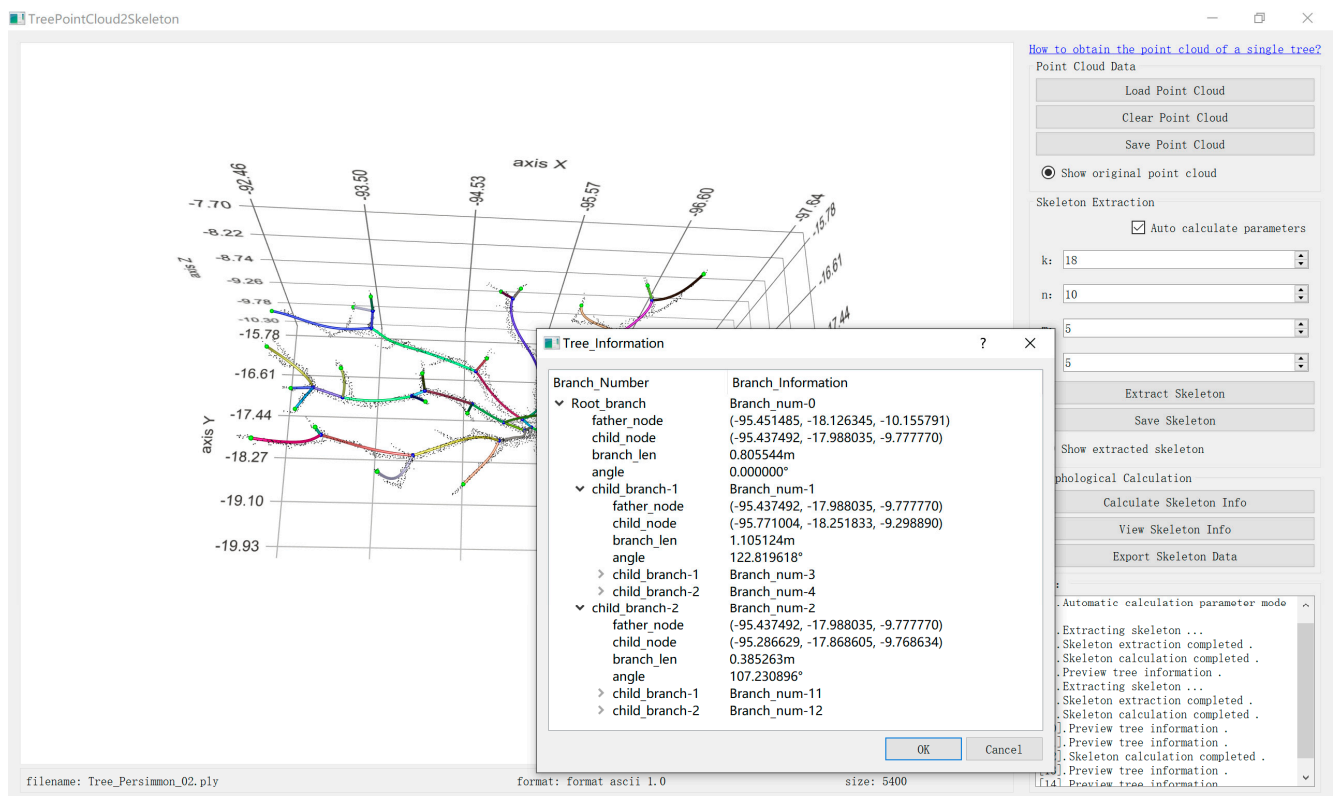 TreePointCloud2Skeleton
How to obtain the point cloud of a single tree?
Point Cloud Data
Load Point Cloud
Clear Point Cloud
Save Point Cloud
Show original point cloud
Skeleton Extraction
Auto calculate parameters
k: 18
n: 10
5
5
Extract Skeleton
Save Skeleton
Show extracted skeleton
phological Calculation
Calculate Skeleton Info
View Skeleton Info
Export Skeleton Data
.Automatic calculation parameter mode
.Extracting skeleton ...
.Skeleton extraction completed .
.Skeleton calculation completed .
.Preview tree information .
.Extracting skeleton ...
.Skeleton extraction completed .
.Skeleton calculation completed .
].Preview tree information .
].Preview tree information .
].Skeleton calculation completed .
].Preview tree information .
[14].Preview tree information .
axis X
-92.46
-93.50
-94.53
-95.57
-96.60
-97.64
-15.78
-16.61
-17.44
axis Z
-7.70
-8.22
-8.74
-9.26
-9.78
-10.30
axis Y
-15.78
-16.61
-17.44
-18.27
-19.10
-19.93
Tree_Information
Branch_Number Branch_Information
Root_branch Branch_num-0
father_node (-95.451485, -18.126345, -10.155791)
child_node (-95.437492, -17.988035, -9.777770)
branch_len 0.805544m
angle 0.000000°
child_branch-1 Branch_num-1
father_node (-95.437492, -17.988035, -9.777770)
child_node (-95.771004, -18.251833, -9.298890)
branch_len 1.105124m
angle 122.819618°
child_branch-1 Branch_num-3
child_branch-2 Branch_num-4
child_branch-2 Branch_num-2
father_node (-95.437492, -17.988035, -9.777770)
child_node (-95.286629, -17.868605, -9.768634)
branch_len 0.385263m
angle 107.230896°
child_branch-1 Branch_num-11
child_branch-2 Branch_num-12
OK Cancel
filename: Tree_Persimmon_02.ply format: format ascii 1.0 size: 5400